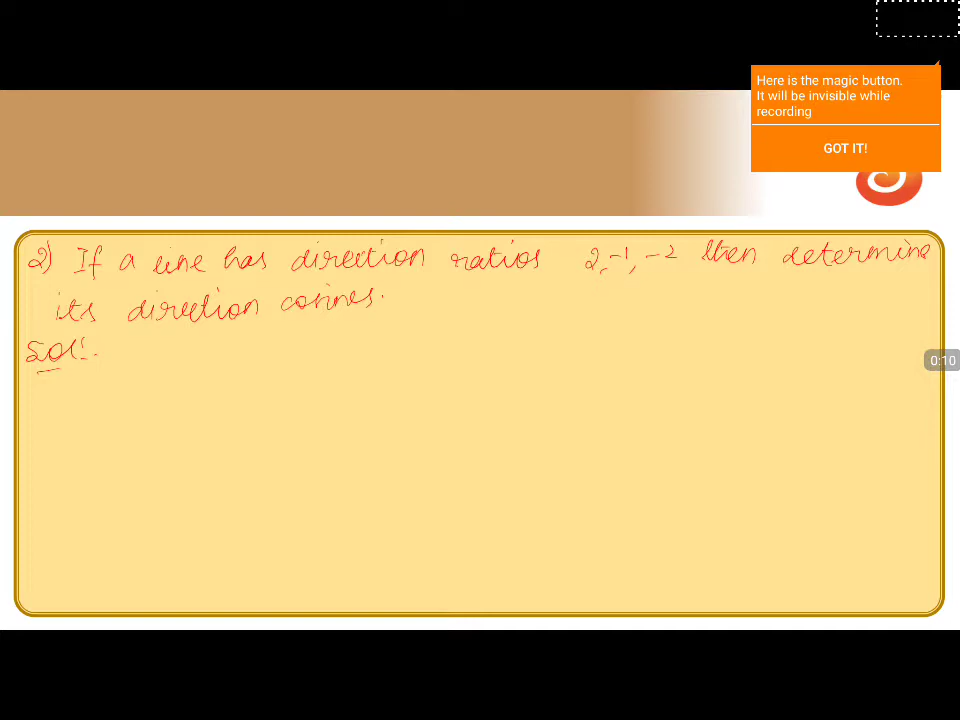 Here is the magic button.
It will be invisible while
recording
GOT IT!
2) If a line has direction ratios 2, -1, -2 then determine
its direction cosines.
Sol:-
0:10